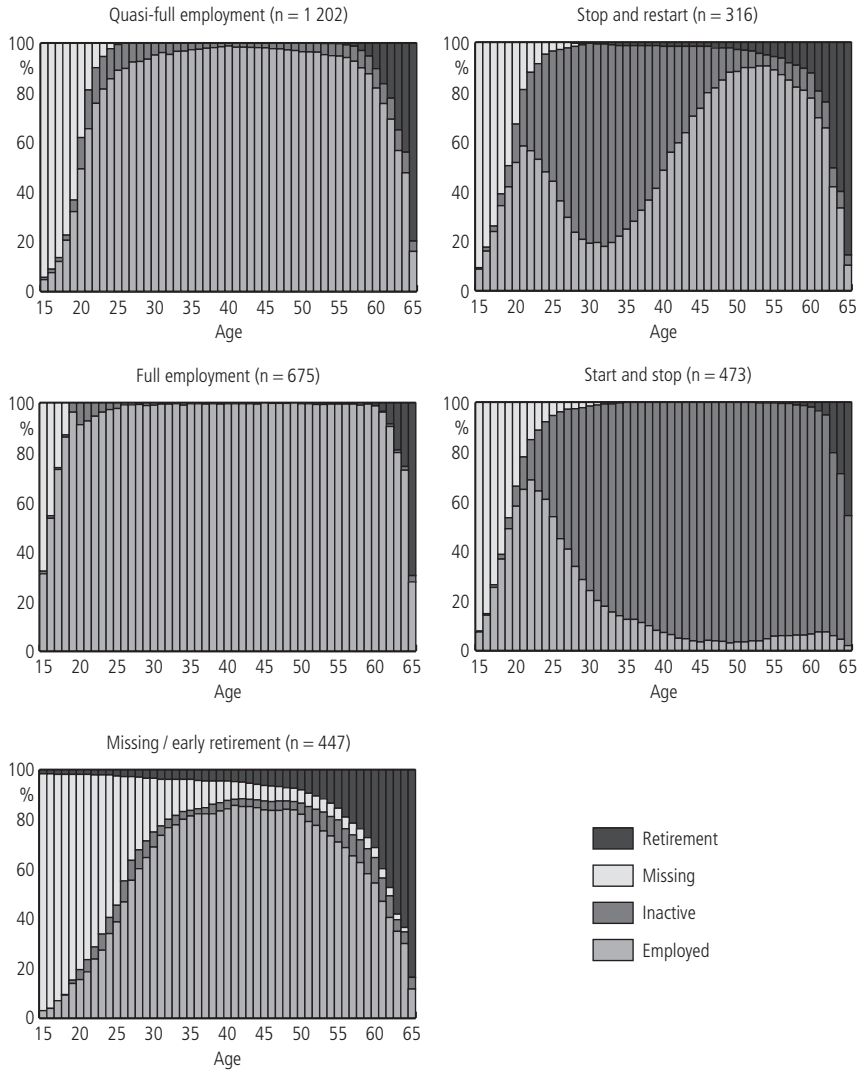 Quasi-full employment (n = 1 202)
100
%
80
60
40
20
0
15 20 25 30 35 40 45 50 55 60 65
Age
Stop and restart (n = 316)
100
%
80
60
40
20
0
15 20 25 30 35 40 45 50 55 60 65
Age
Full employment (n = 675)
100
%
80
60
40
20
0
15 20 25 30 35 40 45 50 55 60 65
Age
Start and stop (n = 473)
100
%
80
60
40
20
0
15 20 25 30 35 40 45 50 55 60 65
Age
Missing / early retirement (n = 447)
100
%
80
60
40
20
0
15 20 25 30 35 40 45 50 55 60 65
Age
Retirement
Missing
Inactive
Employed